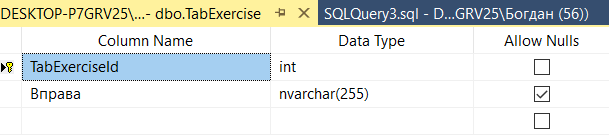 DESKTOP-P7GRV25\...- dbo.TabExercise SQLQuery3.sql - D...GRV25\Богдан (56))
Column Name Data Type Allow Nulls
TabExerciseId int
Вправа nvarchar(255)